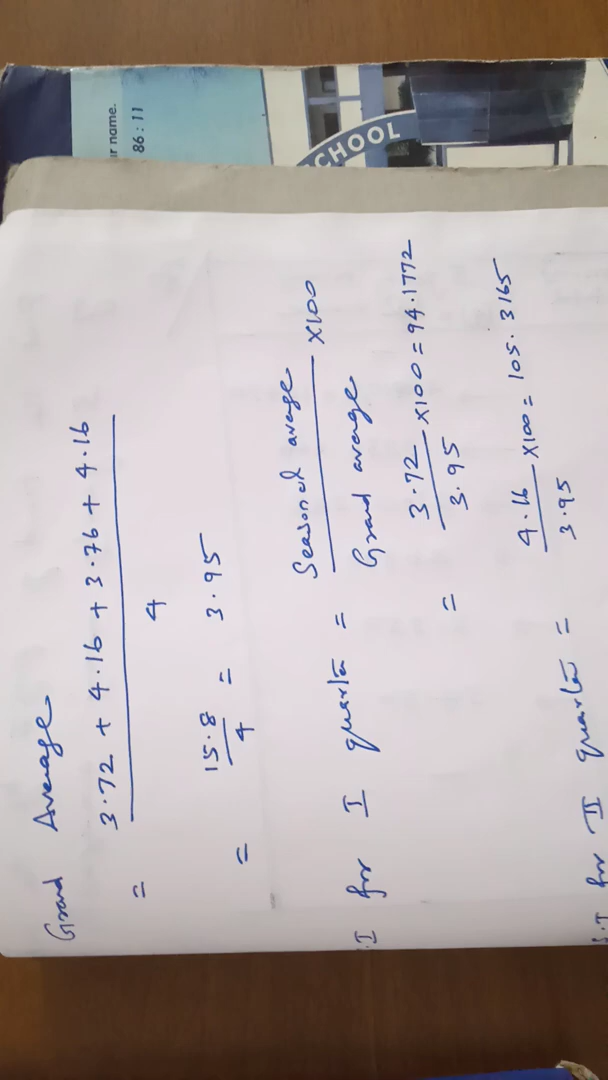 Grand Average
= 3.72 + 4.16 + 3.76 + 4.16
4
= 15.8 = 3.95
4
S.I for I quarter = Seasonal average x100
Grand average
= 3.72 x100 = 94.1772
3.95
S.I for II quarter = 4.16 x100 = 105.3165
3.95
r name.
86 : 11
CHOOL